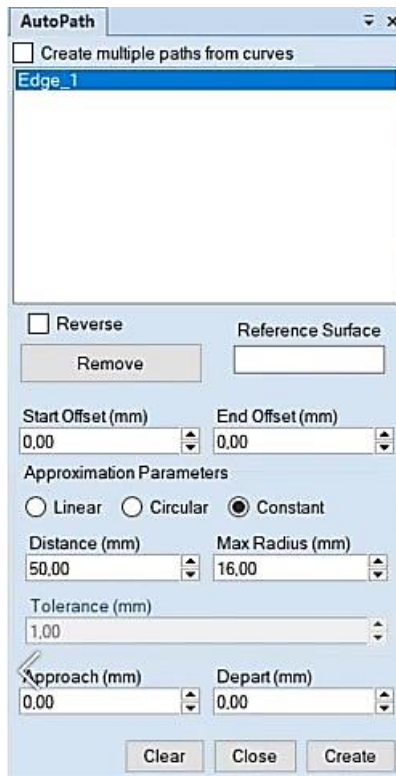 AutoPath
Create multiple paths from curves
Edge_1
Reverse
Reference Surface
Remove
Start Offset (mm) End Offset (mm)
0,00 0,00
Approximation Parameters
Linear Circular Constant
Distance (mm) Max Radius (mm)
50,00 16,00
Tolerance (mm)
1,00
Approach (mm) Depart (mm)
0,00 0,00
Clear Close Create